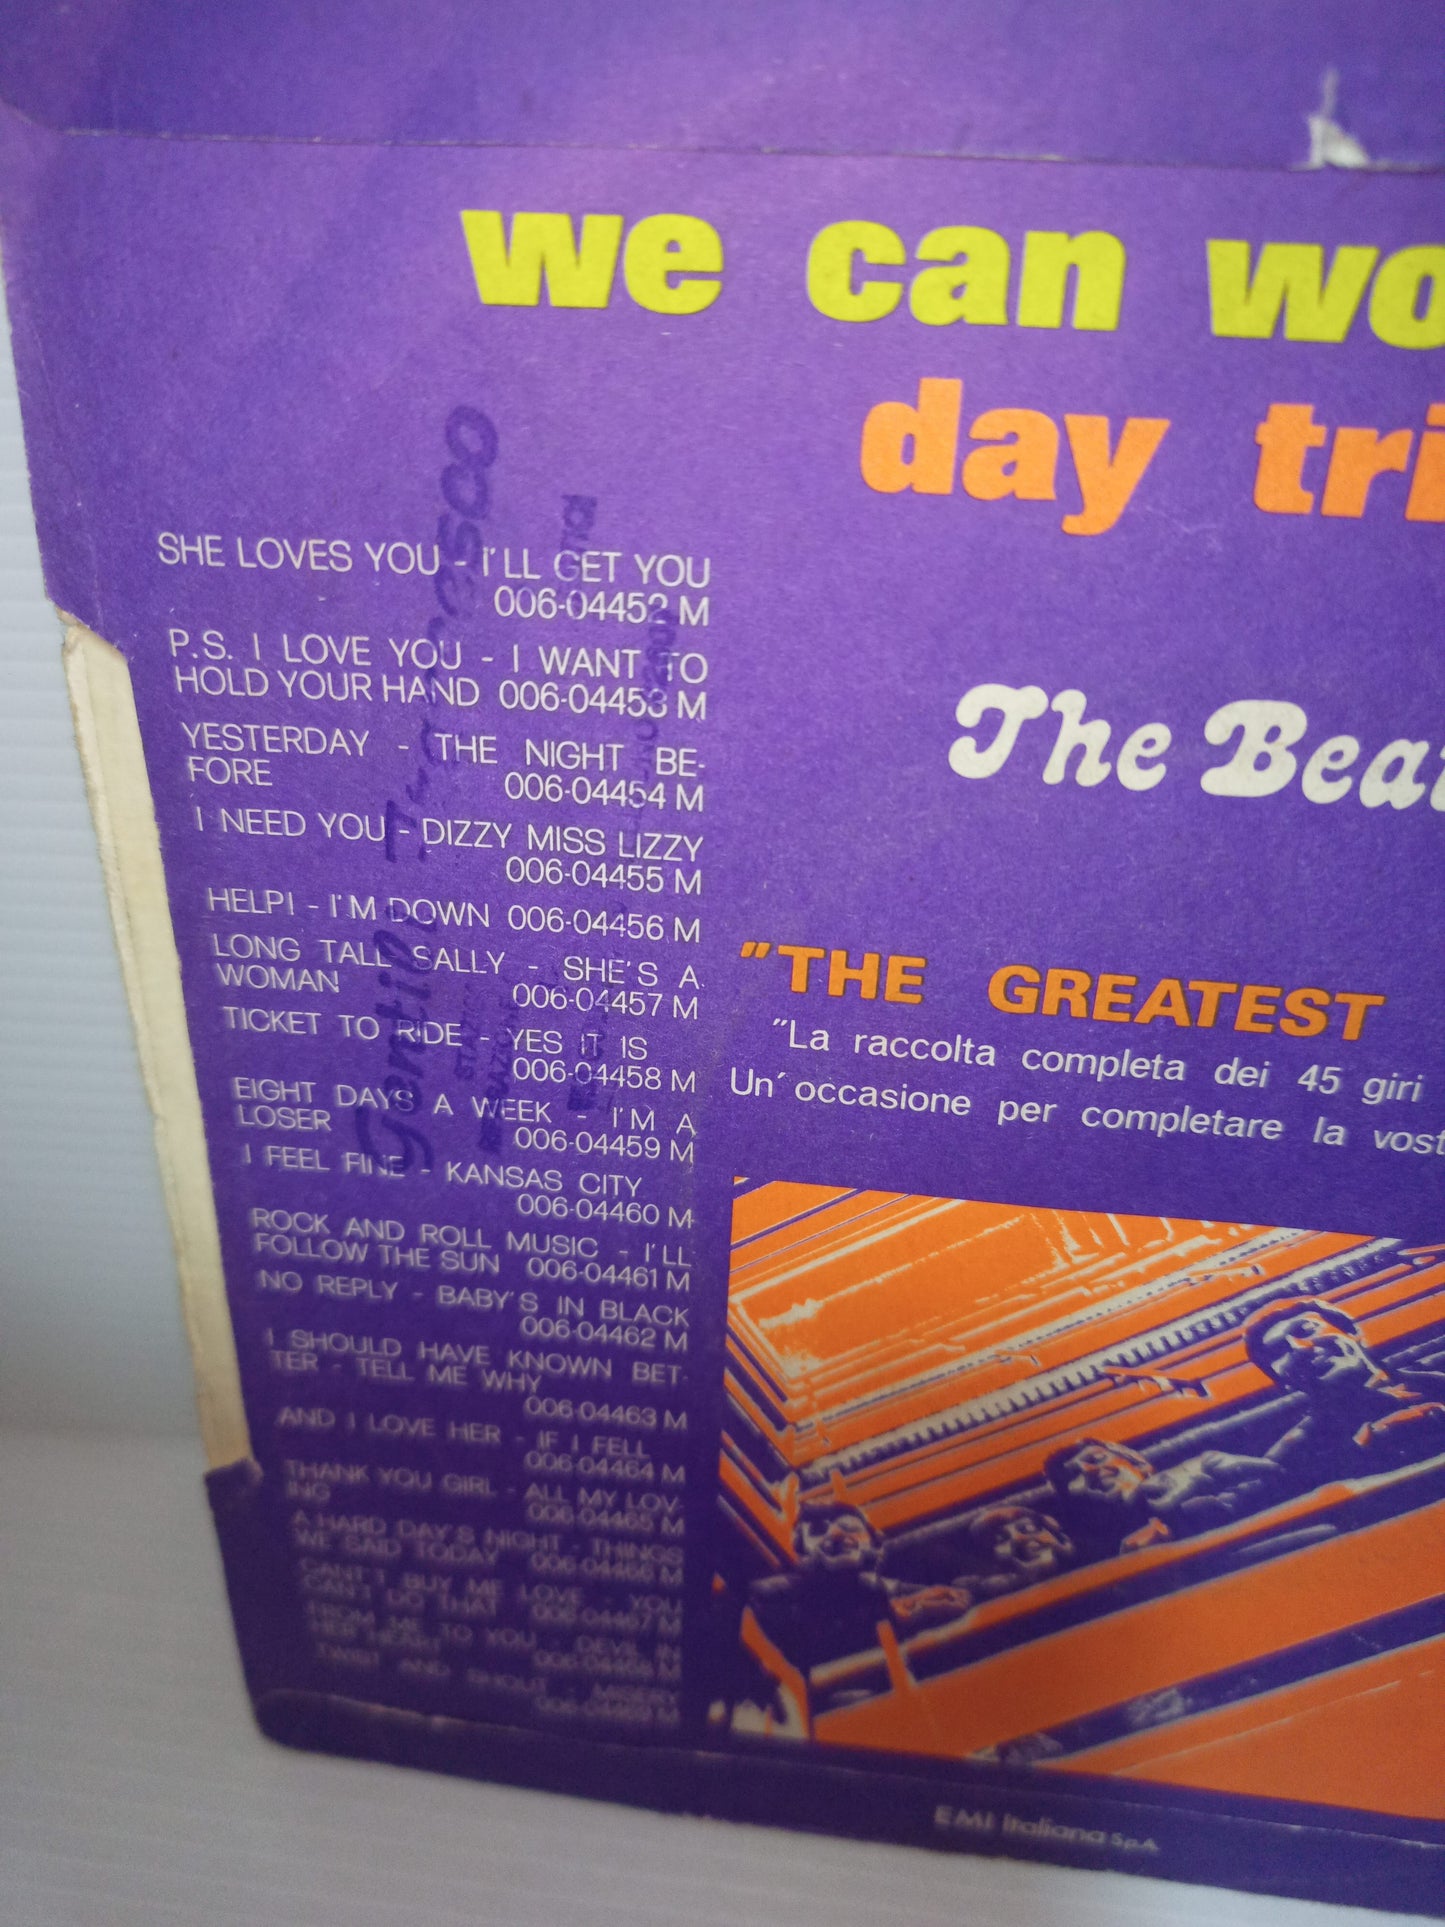 we can wo
day tri
SHE LOVES YOU - I'LL GET YOU
006-04452 M
P.S. I LOVE YOU - I WANT TO
HOLD YOUR HAND 006-04453 M
YESTERDAY - THE NIGHT BE-
FORE 006-04454 M
I NEED YOU - DIZZY MISS LIZZY
006-04455 M
HELP! - I'M DOWN 006-04456 M
LONG TALL SALLY - SHE'S A
WOMAN 006-04457 M
TICKET TO RIDE - YES IT IS
006-04458 M
EIGHT DAYS A WEEK - I'M A
LOSER 006-04459 M
I FEEL FINE - KANSAS CITY
006-04460 M
ROCK AND ROLL MUSIC - I'LL
FOLLOW THE SUN 006-04461 M
NO REPLY - BABY'S IN BLACK
006-04462 M
I SHOULD HAVE KNOWN BET-
TER - TELL ME WHY
006-04463 M
AND I LOVE HER - IF I FELL
006-04464 M
THANK YOU GIRL - ALL MY LOV-
ING 006-04465 M
A HARD DAY'S NIGHT - THINGS
WE SAID TODAY 006-04466 M
CAN'T BUY ME LOVE - YOU
CAN'T DO THAT 006-04467 M
FROM ME TO YOU - DEVIL IN
HER HEART 006-04468 M
TWIST AND SHOUT - MISERY
006-04469 M
The Bea
"THE GREATEST
"La raccolta completa dei 45 giri
Un'occasione per completare la vost
EMI Italiana S.p.A.